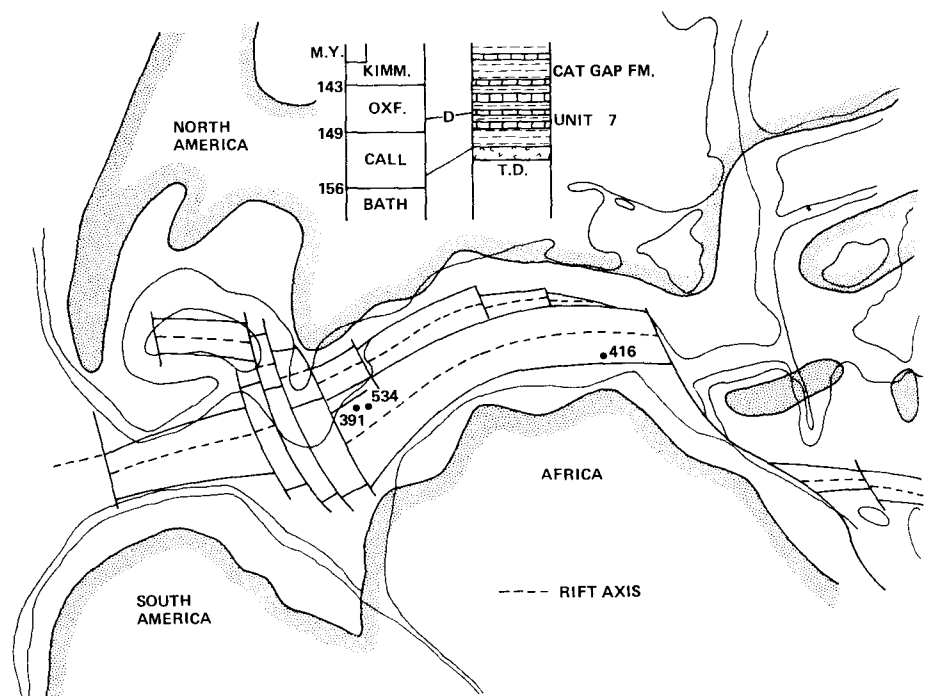 M.Y.
KIMM.
143
OXF.
149
CALL
156
BATH
D
CAT GAP FM.
UNIT 7
T.D.
NORTH
AMERICA
416
534
391
AFRICA
RIFT AXIS
SOUTH
AMERICA